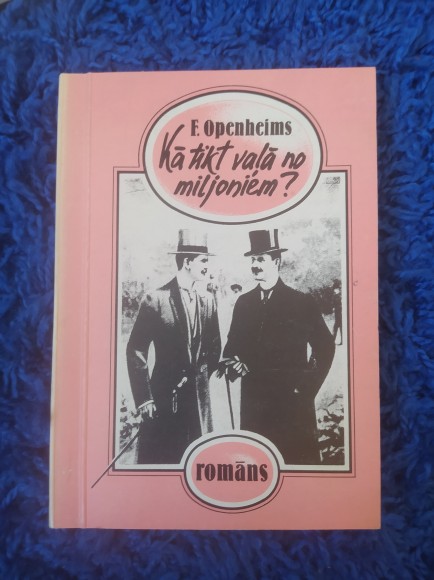 F. Openheims
Kā tikt vaļā no
miljoniem?
romāns